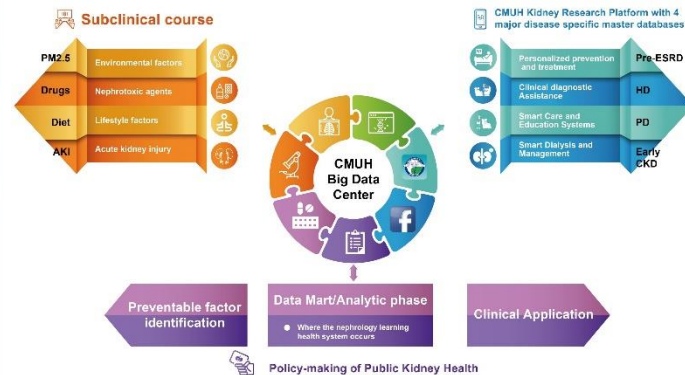 Subclinical course
PM2.5
Environmental factors
Drugs
Nephrotoxic agents
Diet
Lifestyle factors
AKI
Acute kidney injury
CMUH Kidney Research Platform with 4
major disease specific master databases
Personalized prevention
and treatment
Pre-ESRD
Clinical diagnostic
Assistance
HD
Smart Care and
Education Systems
PD
Smart Dialysis and
Management
Early
CKD
CMUH
Big Data
Center
Preventable factor
identification
Data Mart/Analytic phase
Where the nephrology learning
health system occurs
Clinical Application
Policy-making of Public Kidney Health